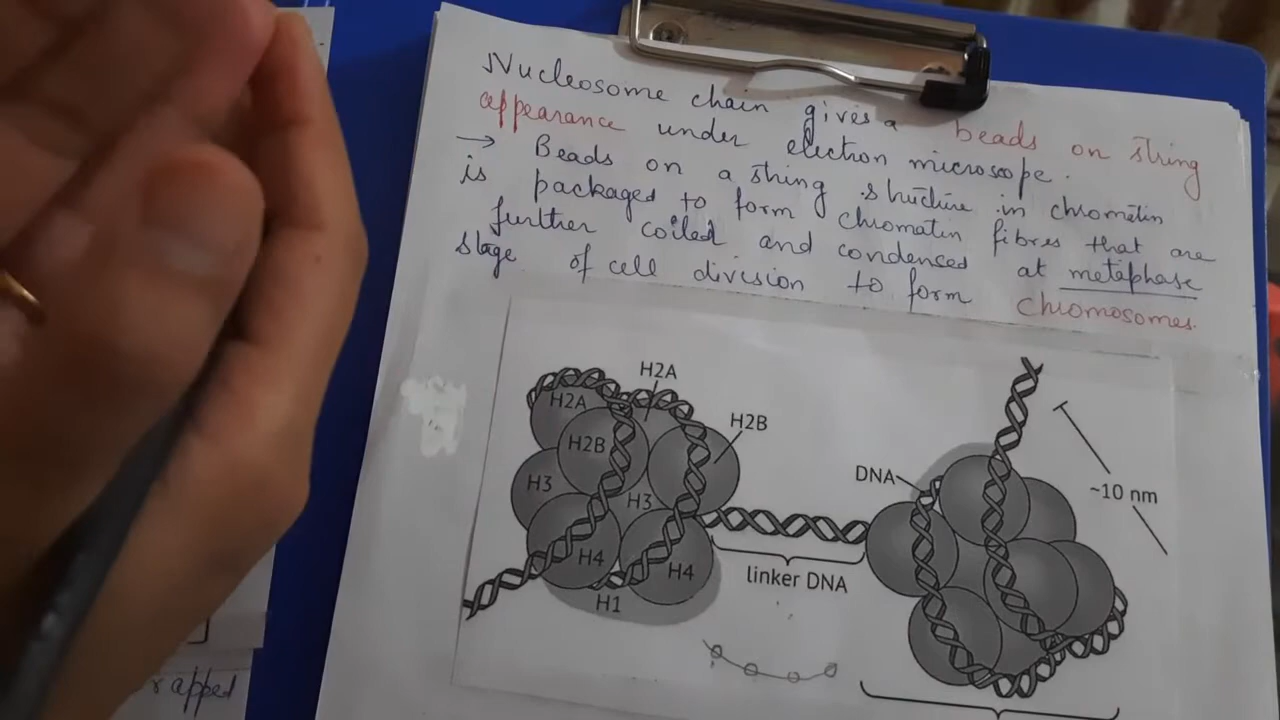 Nucleosome chain gives a beads on string
appearance under electron microscope.
→ Beads on a string structure in chromatin
is packaged to form chromatin fibres that are
further coiled and condensed at metaphase
stage of cell division to form chromosomes.
H2A
H2A
H2B
H2B
H3
H3
H4
H4
H1
DNA
~10 nm
linker DNA
rapped